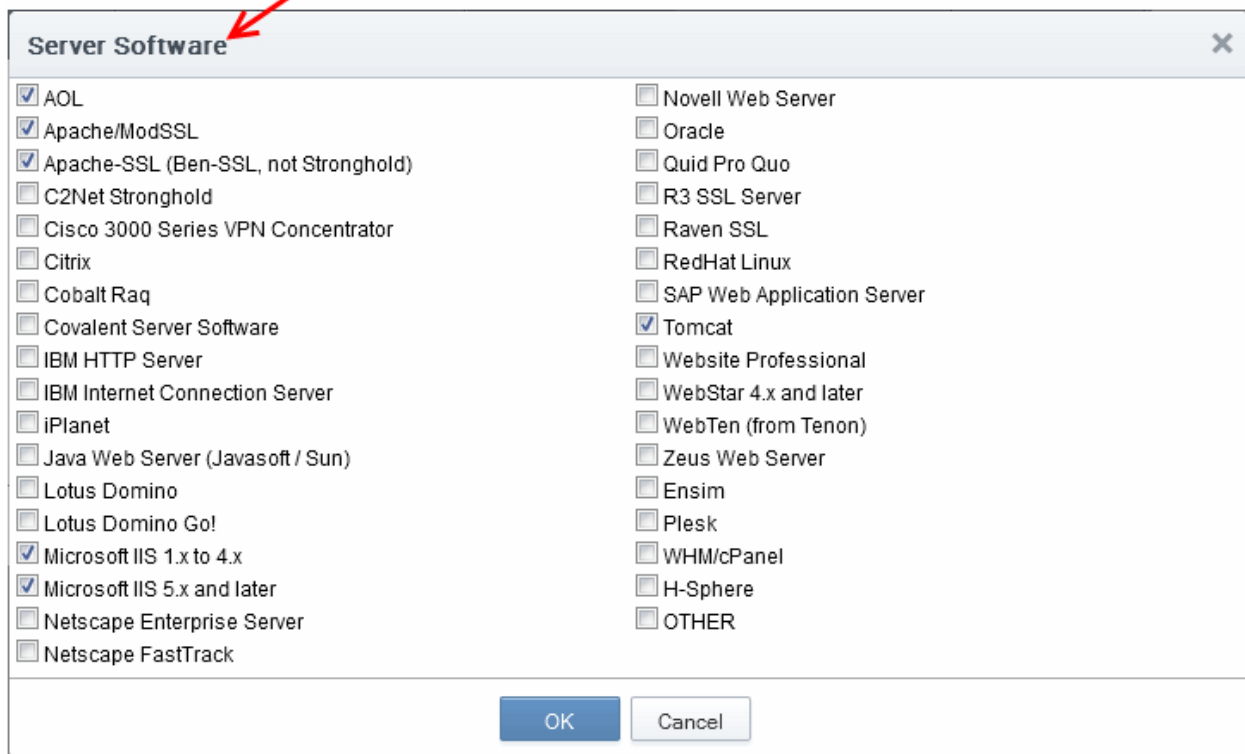 Server Software
AOL
Apache/ModSSL
Apache-SSL (Ben-SSL, not Stronghold)
C2Net Stronghold
Cisco 3000 Series VPN Concentrator
Citrix
Cobalt Raq
Covalent Server Software
IBM HTTP Server
IBM Internet Connection Server
iPlanet
Java Web Server (Javasoft / Sun)
Lotus Domino
Lotus Domino Go!
Microsoft IIS 1.x to 4.x
Microsoft IIS 5.x and later
Netscape Enterprise Server
Netscape FastTrack
Novell Web Server
Oracle
Quid Pro Quo
R3 SSL Server
Raven SSL
RedHat Linux
SAP Web Application Server
Tomcat
Website Professional
WebStar 4.x and later
WebTen (from Tenon)
Zeus Web Server
Ensim
Plesk
WHM/cPanel
H-Sphere
OTHER
OK
Cancel